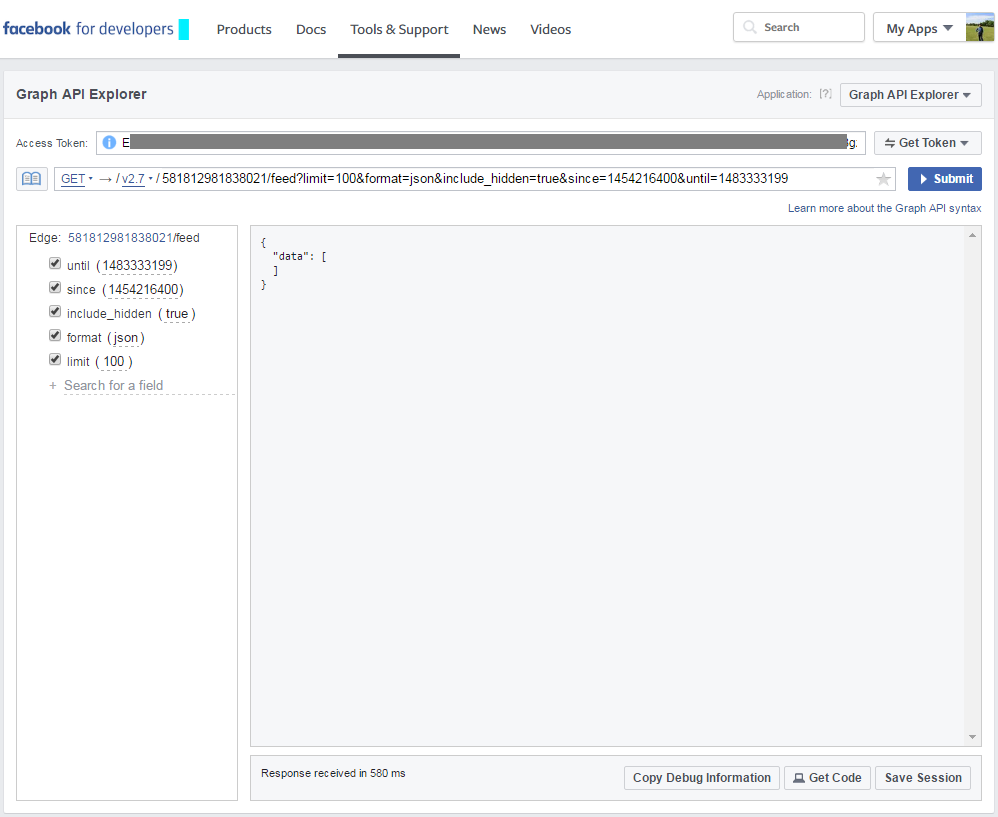 facebook for developers Products Docs Tools & Support News Videos Search My Apps
Graph API Explorer Application: [?] Graph API Explorer
Access Token: E g: Get Token
GET → / v2.7 / 581812981838021/feed?limit=100&format=json&include_hidden=true&since=1454216400&until=1483333199 Submit
Learn more about the Graph API syntax
Edge: 581812981838021/feed
until (1483333199)
since (1454216400)
include_hidden ( true )
format (json)
limit ( 100 )
+ Search for a field
{
"data": [
]
}
Response received in 580 ms
Copy Debug Information Get Code Save Session